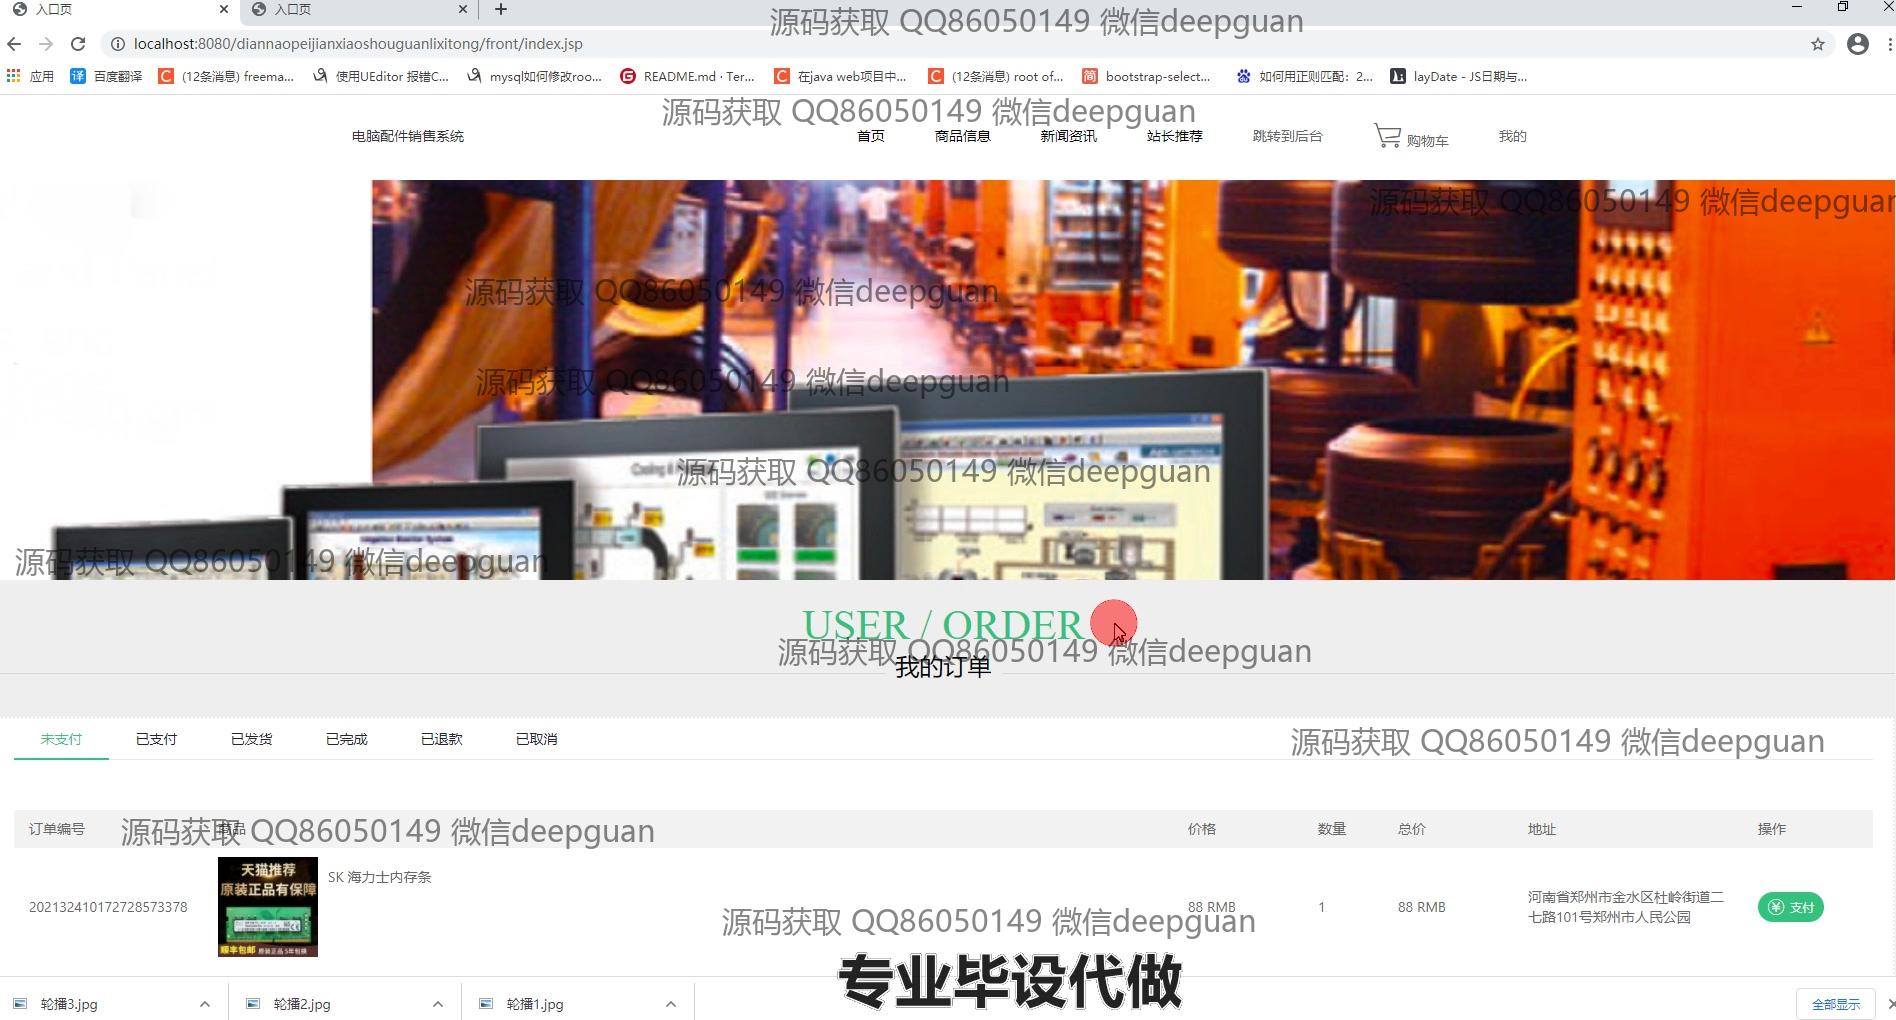 入口页
入口页
源码获取 QQ86050149 微信deepguan
localhost:8080/diannaopeijianxiaoshouguanlixitong/front/index.jsp
应用 百度翻译 (12条消息) freema... 使用UEditor 报错C... mysql如何修改roo... README.md · Ter... 在java web项目中... (12条消息) root of... bootstrap-select... 如何用正则匹配：2... layDate - JS日期与...
源码获取 QQ86050149 微信deepguan
电脑配件销售系统 首页 商品信息 新闻资讯 站长推荐 跳转到后台 购物车 我的
源码获取 QQ86050149 微信deepguan
源码获取 QQ86050149 微信deepguan
源码获取 QQ86050149 微信deepguan
源码获取 QQ86050149 微信deepguan
源码获取 QQ86050149 微信deepguan
USER / ORDER
源码获取 QQ86050149 微信deepguan
我的订单
未支付 已支付 已发货 已完成 已退款 已取消
源码获取 QQ86050149 微信deepguan
订单编号 商品 价格 数量 总价 地址 操作
源码获取 QQ86050149 微信deepguan
天猫推荐
原装正品有保障
顺丰包邮
SK 海力士内存条
202132410172728573378
88 RMB 1 88 RMB
河南省郑州市金水区杜岭街道二
七路101号郑州市人民公园
支付
源码获取 QQ86050149 微信deepguan
专业毕设代做
轮播3.jpg 轮播2.jpg 轮播1.jpg 全部显示